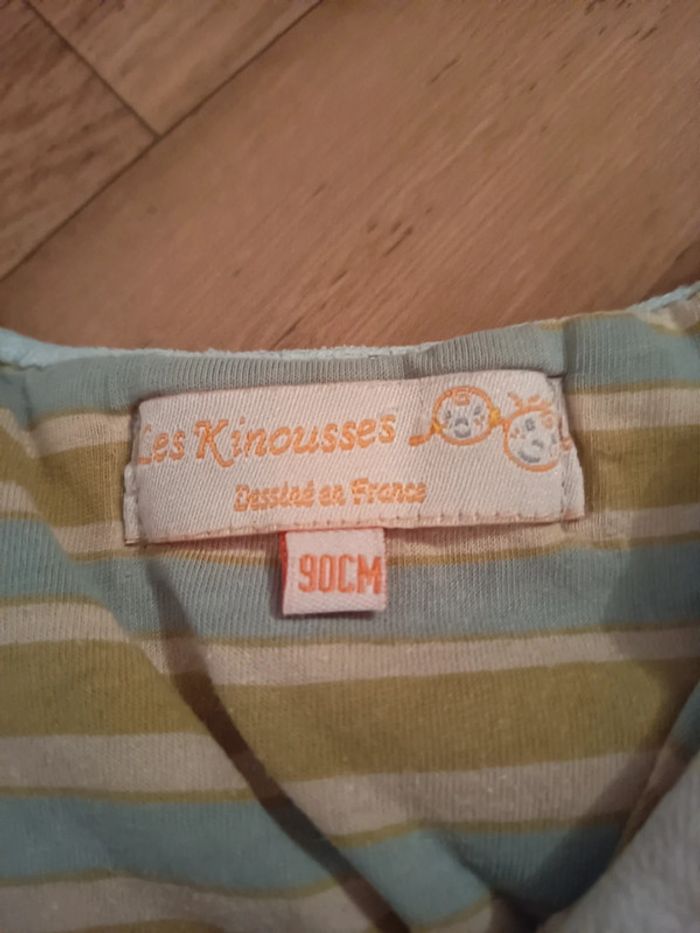 Les Kinousses
Dessiné en France
90CM